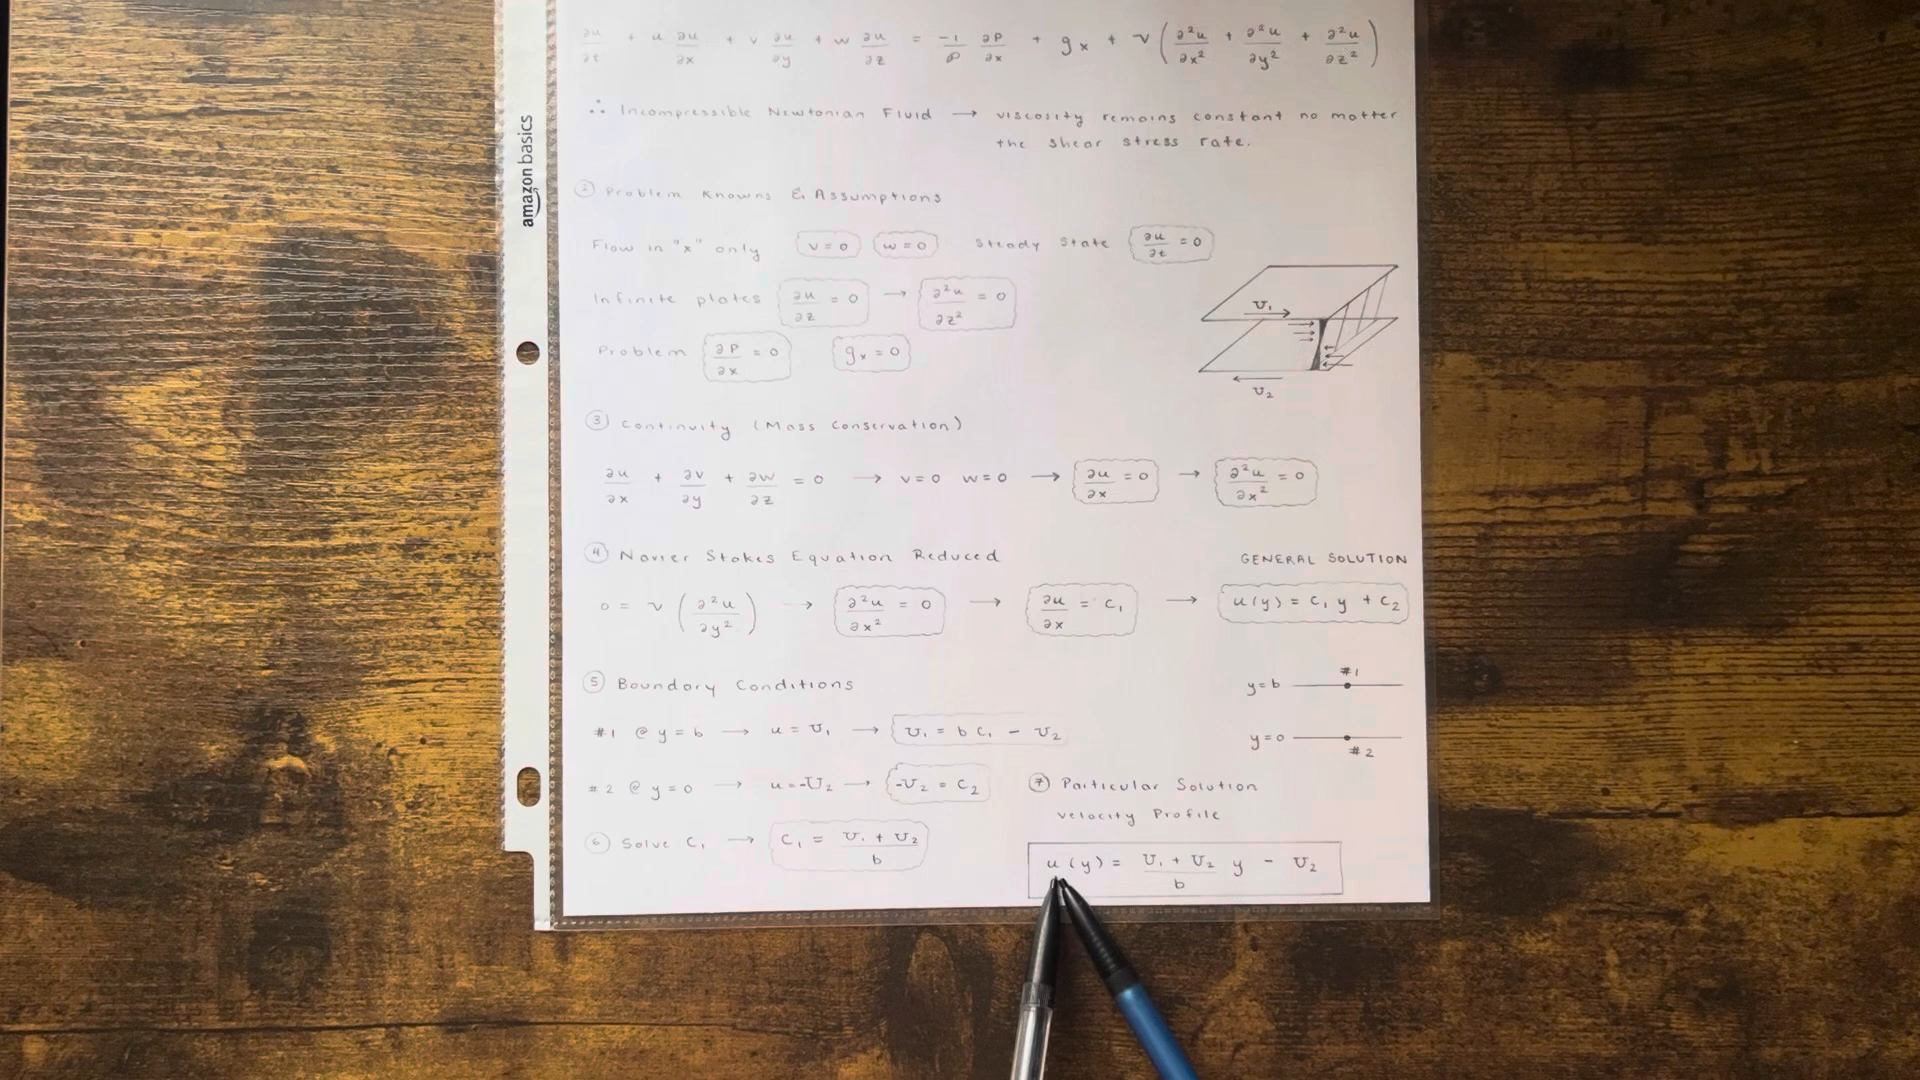 ∂u/∂t + u ∂u/∂x + v ∂u/∂y + w ∂u/∂z = -1/ρ ∂P/∂x + gx + ν (∂²u/∂x² + ∂²u/∂y² + ∂²u/∂z²)
∴ Incompressible Newtonian Fluid → viscosity remains constant no matter
the shear stress rate.
amazon basics
② Problem Knowns & Assumptions
Flow in "x" only v = 0 w = 0 Steady State ∂u/∂t = 0
Infinite plates ∂u/∂z = 0 → ∂²u/∂z² = 0
U₁
Problem ∂P/∂x = 0 gx = 0
U₂
③ Continuity (Mass Conservation)
∂u/∂x + ∂v/∂y + ∂w/∂z = 0 → v = 0 w = 0 → ∂u/∂x = 0 → ∂²u/∂x² = 0
④ Navier Stokes Equation Reduced
GENERAL SOLUTION
0 = ν (∂²u/∂y²) → ∂²u/∂x² = 0 → ∂u/∂x = C₁ → u(y) = C₁ y + C₂
⑤ Boundary Conditions
#1
y = b
#1 @ y = b → u = U₁ → U₁ = b C₁ - U₂
y = 0
#2
#2 @ y = 0 → u = -U₂ → -U₂ = C₂
⑥ Solve C₁ → C₁ = U₁ + U₂ / b
⑦ Particular Solution
Velocity Profile
u(y) = U₁ + U₂ / b y - U₂